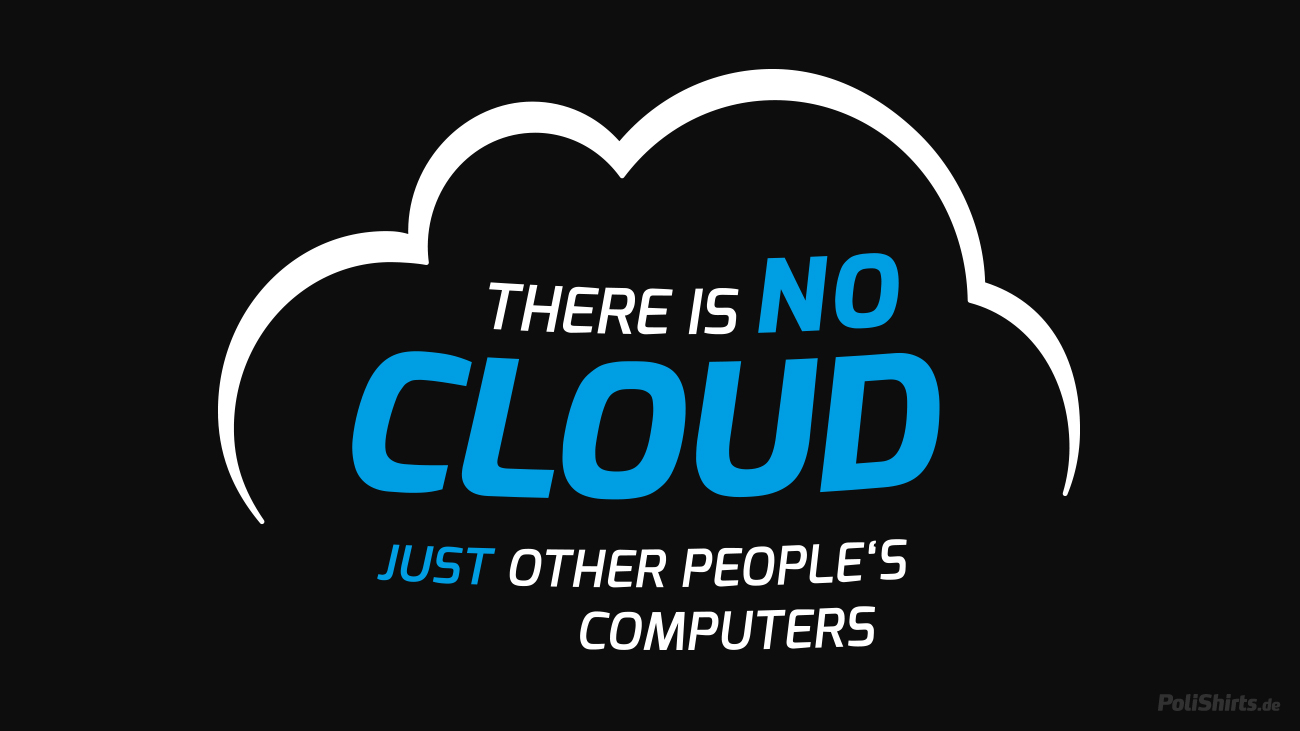 THERE IS NO
CLOUD
JUST OTHER PEOPLE‘S
COMPUTERS
PoliShirts.de